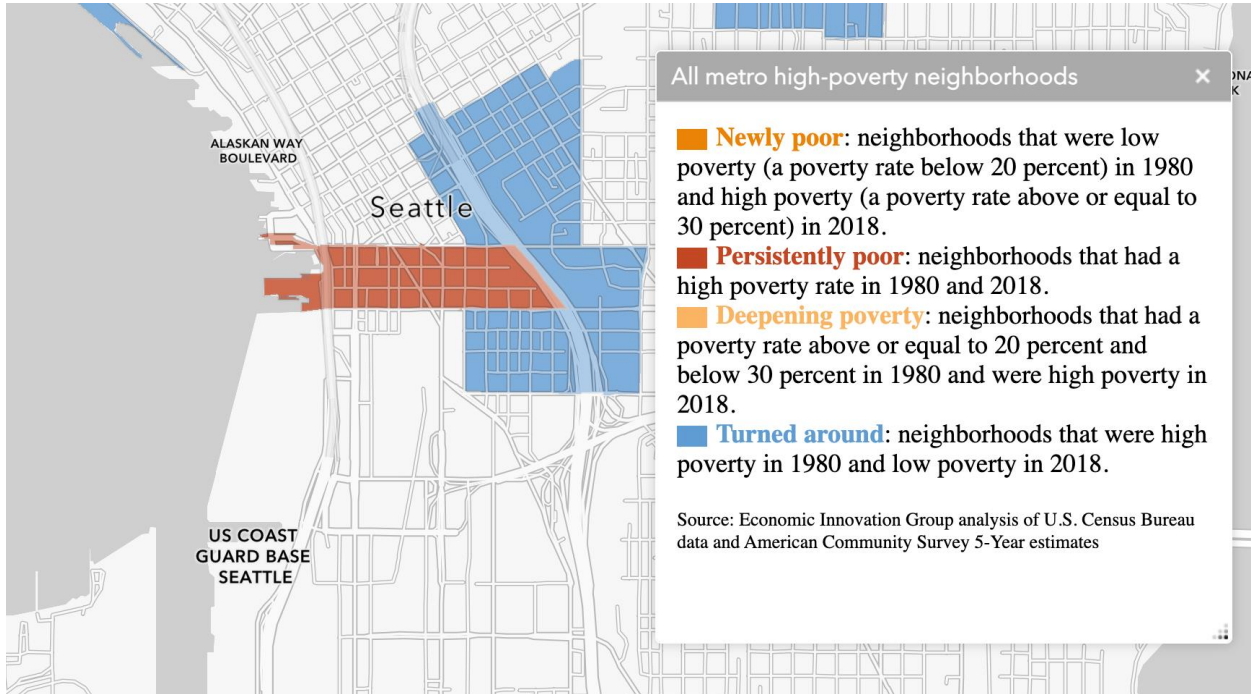 ALASKAN WAY
BOULEVARD
Seattle
US COAST
GUARD BASE
SEATTLE
ONA
K
All metro high-poverty neighborhoods ×
Newly poor: neighborhoods that were low
poverty (a poverty rate below 20 percent) in 1980
and high poverty (a poverty rate above or equal to
30 percent) in 2018.
Persistently poor: neighborhoods that had a
high poverty rate in 1980 and 2018.
Deepening poverty: neighborhoods that had a
poverty rate above or equal to 20 percent and
below 30 percent in 1980 and were high poverty in
2018.
Turned around: neighborhoods that were high
poverty in 1980 and low poverty in 2018.
Source: Economic Innovation Group analysis of U.S. Census Bureau
data and American Community Survey 5-Year estimates